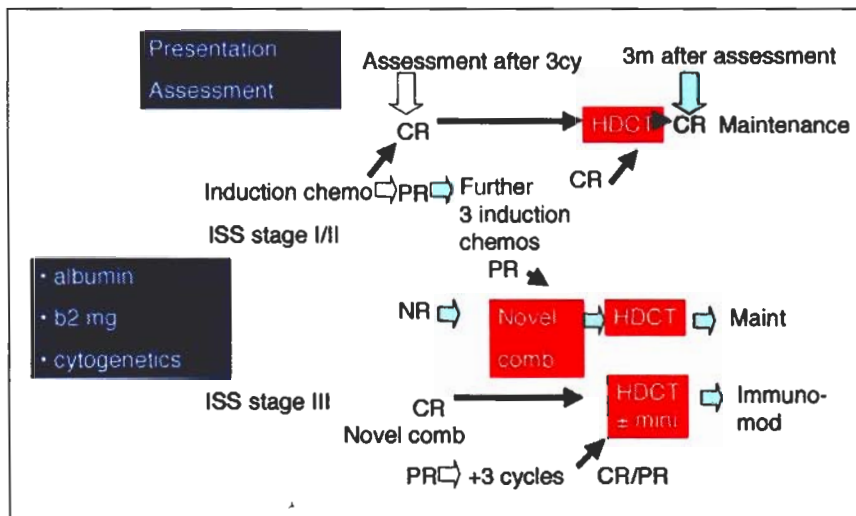 Presentation
Assessment
Assessment after 3cy
3m after assessment
CR
HDCT
CR Maintenance
CR
Induction chemo
PR
Further
3 induction
chemos
ISS stage I/II
PR
• albumin
• b2 mg
• cytogenetics
NR
Novel
comb
HDCT
Maint
ISS stage III
CR
Novel comb
HDCT
± mini
Immuno-
mod
PR
+3 cycles
CR/PR